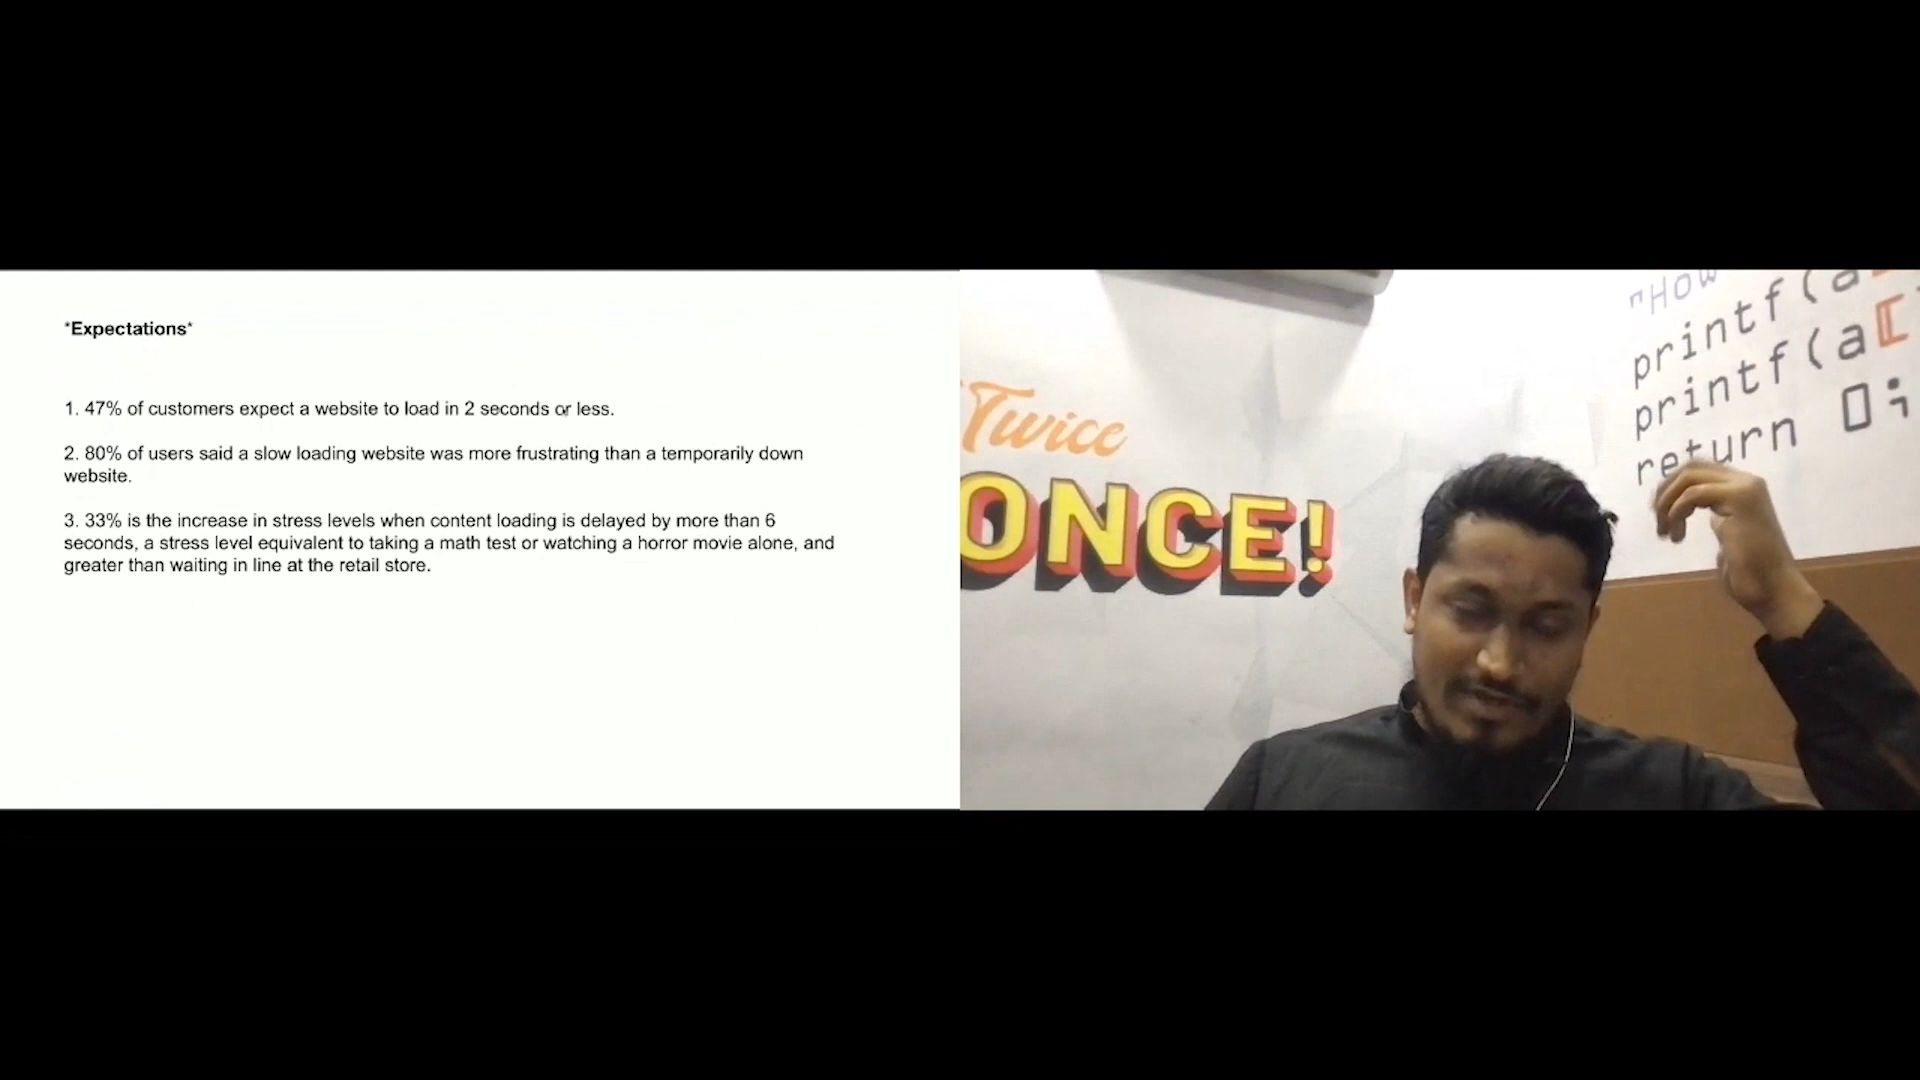 *Expectations*
1. 47% of customers expect a website to load in 2 seconds or less.
2. 80% of users said a slow loading website was more frustrating than a temporarily down
website.
3. 33% is the increase in stress levels when content loading is delayed by more than 6
seconds, a stress level equivalent to taking a math test or watching a horror movie alone, and
greater than waiting in line at the retail store.
Twice
ONCE!
"How
printf(a[
printf(a[
return 0;